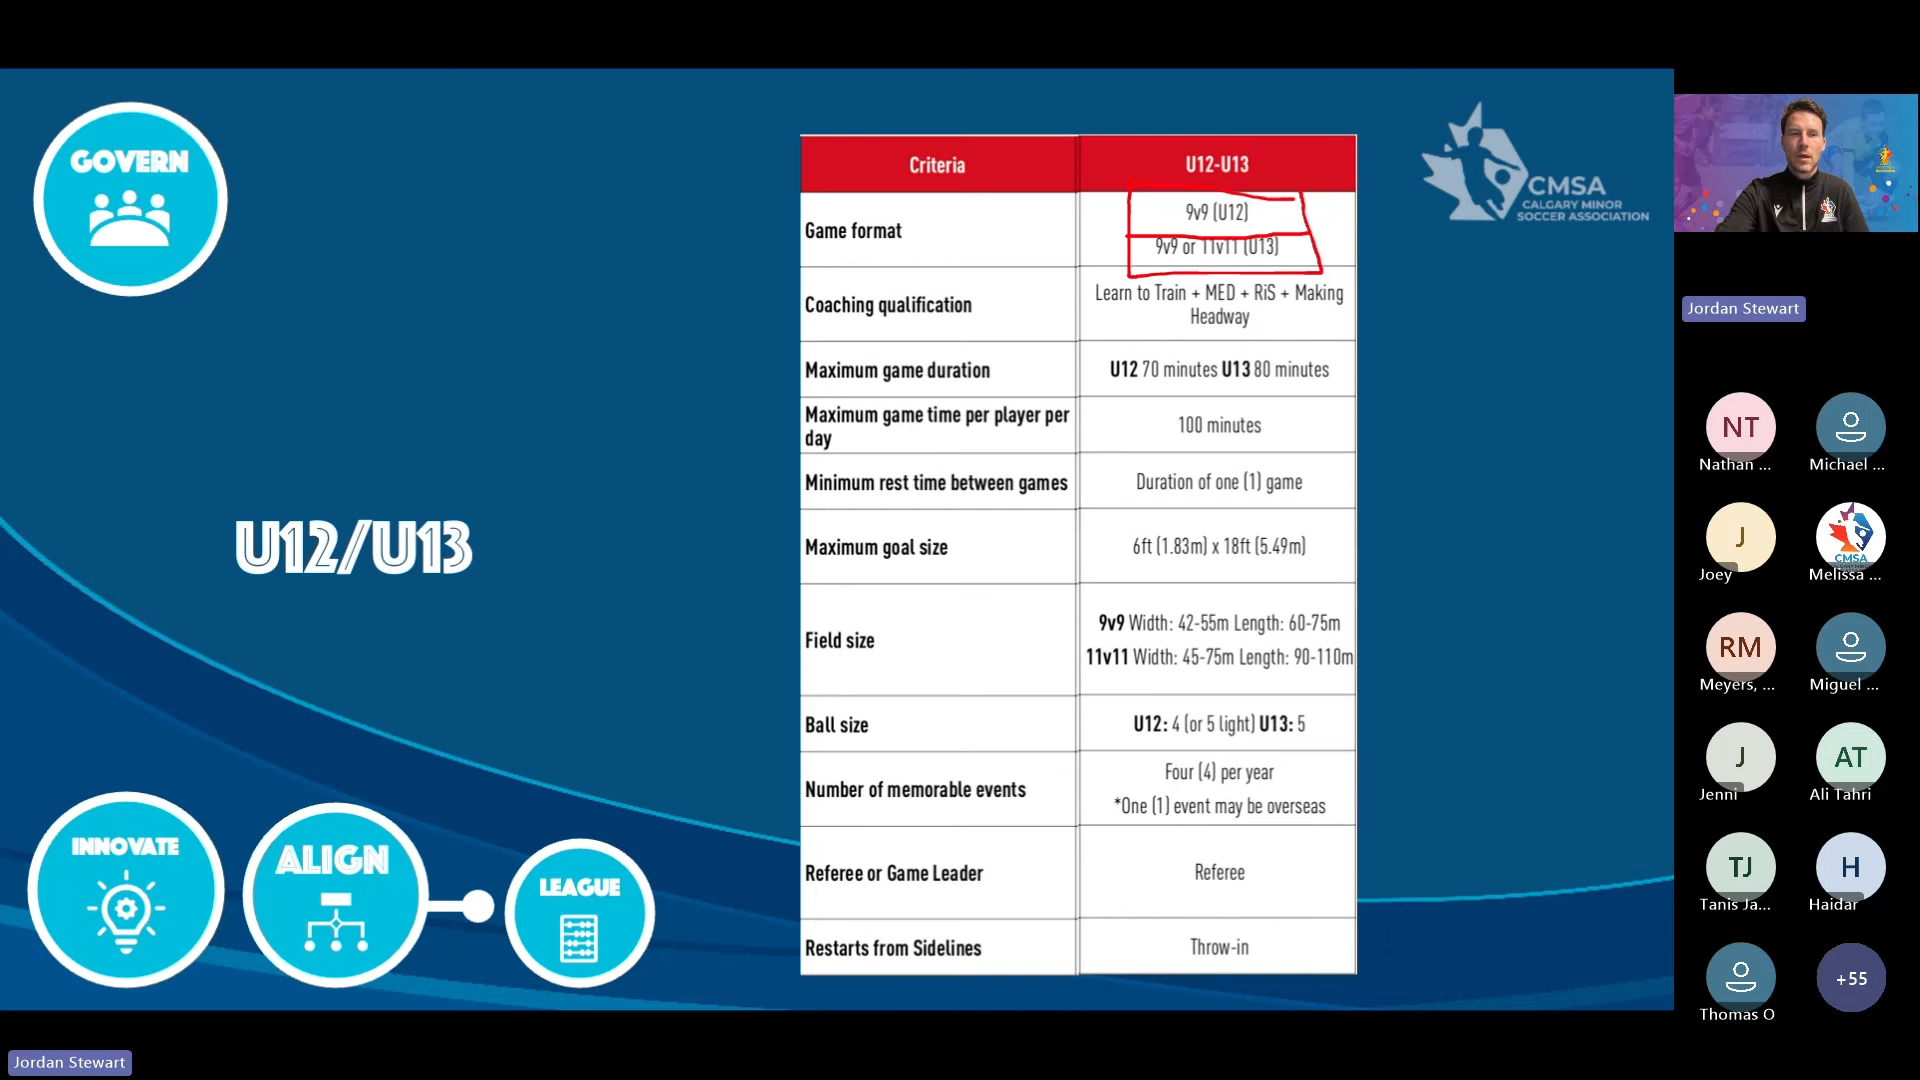 GOVERN
CMSA
CALGARY MINOR
SOCCER ASSOCIATION
U12/U13
Criteria
U12-U13
Game format
9v9 (U12)
9v9 or 11v11 (U13)
Coaching qualification
Learn to Train + MED + RiS + Making
Headway
Maximum game duration
U12 70 minutes U13 80 minutes
Maximum game time per player per
day
100 minutes
Minimum rest time between games
Duration of one (1) game
Maximum goal size
6ft (1.83m) x 18ft (5.49m)
Field size
9v9 Width: 42-55m Length: 60-75m
11v11 Width: 45-75m Length: 90-110m
Ball size
U12: 4 (or 5 light) U13: 5
Number of memorable events
Four (4) per year
*One (1) event may be overseas
Referee or Game Leader
Referee
Restarts from Sidelines
Throw-in
INNOVATE
ALIGN
LEAGUE
Jordan Stewart
Jordan Stewart
NT
Nathan ...
Michael ...
J
Joey
CMSA
Melissa ...
RM
Meyers, ...
Miguel ...
J
Jenni
AT
Ali Tahri
TJ
Tanis Ja...
H
Haidar
Thomas O
+55